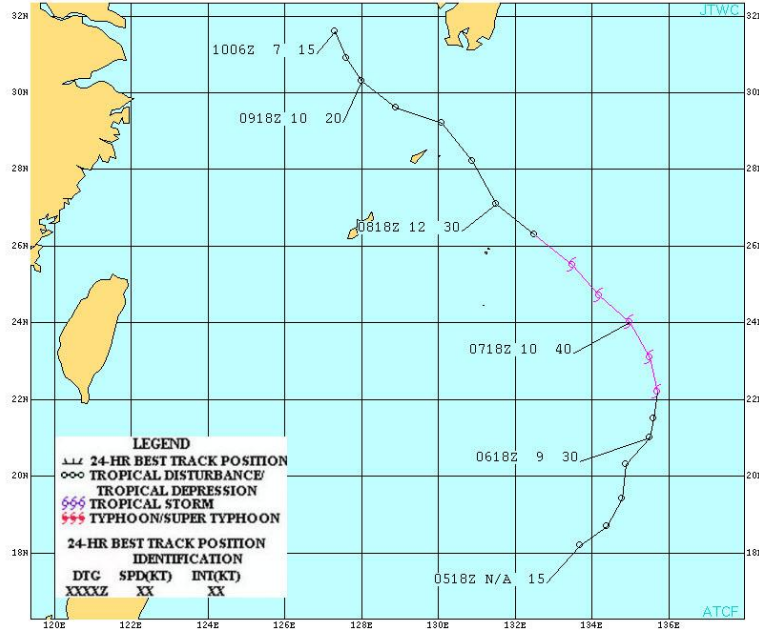 JTWC
32N
30N
28N
26N
24N
22N
20N
18N
32N
30N
28N
26N
24N
22N
20N
18N
1006Z 7 15
0918Z 10 20
0818Z 12 30
0718Z 10 40
0618Z 9 30
0518Z N/A 15
LEGEND
24-HR BEST TRACK POSITION
TROPICAL DISTURBANCE/
TROPICAL DEPRESSION
TROPICAL STORM
TYPHOON/SUPER TYPHOON
24-HR BEST TRACK POSITION
IDENTIFICATION
DTG SPD(KT) INT(KT)
XXXXZ XX XX
ATCF
120E 122E 124E 126E 128E 130E 132E 134E 136E